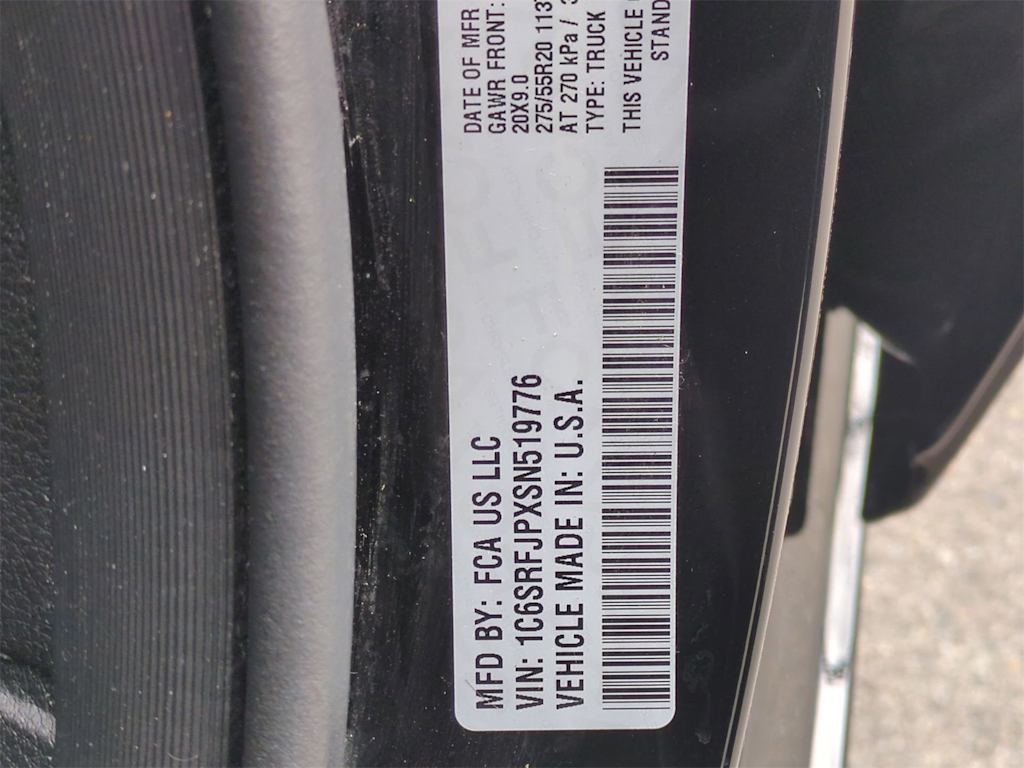 MFD BY: FCA US LLC
VIN: 1C6SRFJPXSN519776
VEHICLE MADE IN: U.S.A.
DATE OF MFR
GAWR FRONT:
20X9.0
275/55R20 113
AT 270 kPa /
TYPE: TRUCK
THIS VEHICLE
STAND